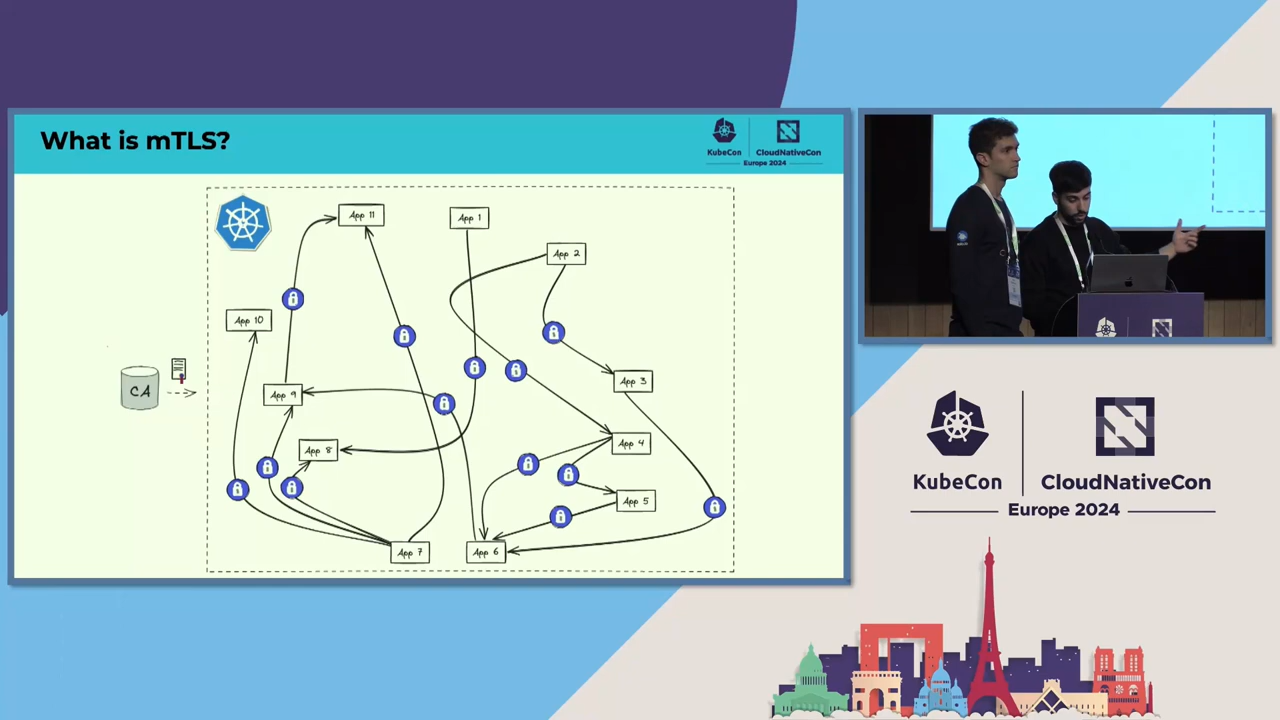 What is mTLS?
KubeCon
CloudNativeCon
Europe 2024
App 11
App 1
App 2
App 10
App 3
CA
App 9
App 4
App 8
App 5
App 7
App 6
KubeCon
CloudNativeCon
Europe 2024